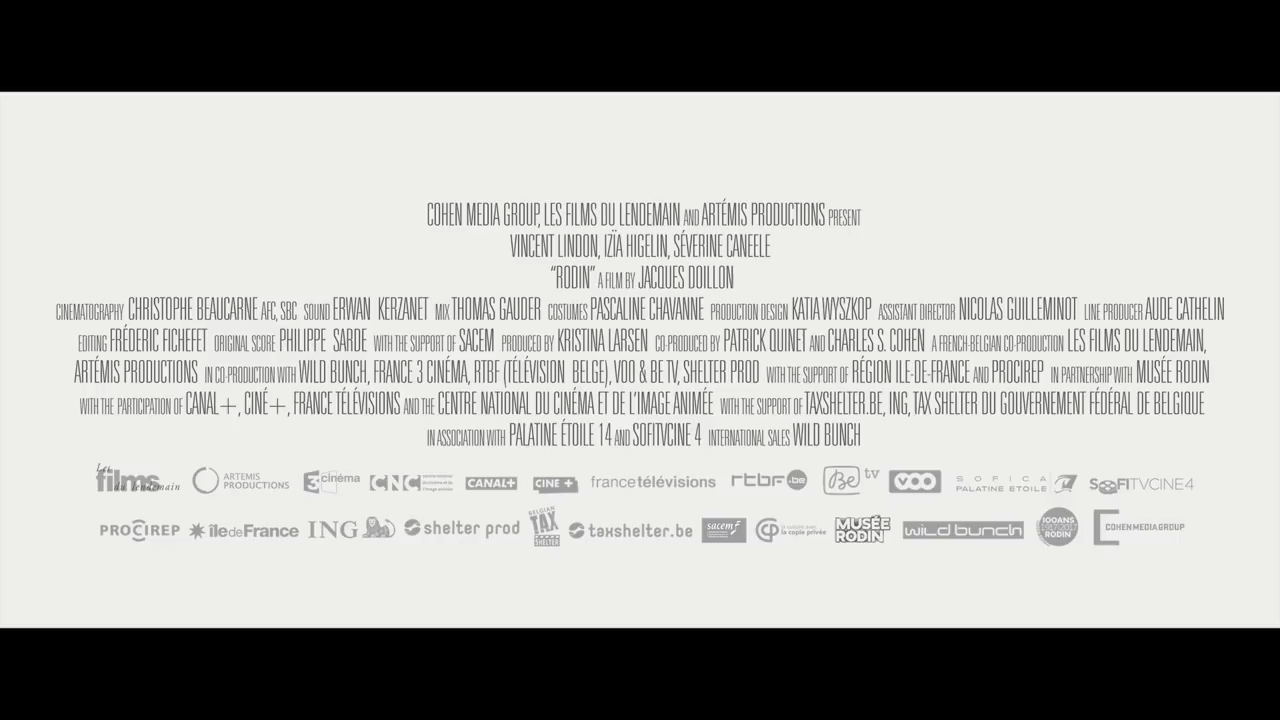 COHEN MEDIA GROUP, LES FILMS DU LENDEMAIN AND ARTÉMIS PRODUCTIONS PRESENT
VINCENT LINDON, IZÏA HIGELIN, SÉVERINE CANEELE
“RODIN” A FILM BY JACQUES DOILLON
CINEMATOGRAPHY CHRISTOPHE BEAUCARNE AFC, SBC SOUND ERWAN KERZANET MIX THOMAS GAUDER COSTUMES PASCALINE CHAVANNE PRODUCTION DESIGN KATIA WYSZKOP ASSISTANT DIRECTOR NICOLAS GUILLEMINOT LINE PRODUCER AUDE CATHELIN
EDITING FRÉDERIC FICHEFET ORIGINAL SCORE PHILIPPE SARDE WITH THE SUPPORT OF SACEM PRODUCED BY KRISTINA LARSEN CO-PRODUCED BY PATRICK QUINET AND CHARLES S. COHEN A FRENCH-BELGIAN CO-PRODUCTION LES FILMS DU LENDEMAIN,
ARTÉMIS PRODUCTIONS IN CO-PRODUCTION WITH WILD BUNCH, FRANCE 3 CINÉMA, RTBF (TÉLÉVISION BELGE), VOO & BE TV, SHELTER PROD WITH THE SUPPORT OF RÉGION ILE-DE-FRANCE AND PROCIREP IN PARTNERSHIP WITH MUSÉE RODIN
WITH THE PARTICIPATION OF CANAL+, CINÉ+, FRANCE TÉLÉVISIONS AND THE CENTRE NATIONAL DU CINÉMA ET DE L'IMAGE ANIMÉE WITH THE SUPPORT OF TAXSHELTER.BE, ING, TAX SHELTER DU GOUVERNEMENT FÉDÉRAL DE BELGIQUE
IN ASSOCIATION WITH PALATINE ÉTOILE 14 AND SOFITVCINE 4 INTERNATIONAL SALES WILD BUNCH
Les films du lendemain ARTEMIS PRODUCTIONS 3 cinéma CNC CANAL+ CINE+ francetélévisions rtbf.be Be tv VOO SOFICA PALATINE ETOILE SOFITVCINE4
PROCIREP îledeFrance ING shelter prod BELGIAN TAX SHELTER taxshelter.be sacem la copie privée MUSÉE RODIN wild bunch 100ANS RODIN COHEN MEDIA GROUP